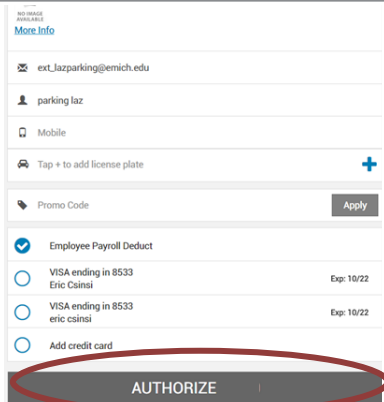 NO IMAGE
AVAILABLE
More Info
ext_lazparking@emich.edu
parking laz
Mobile
Tap + to add license plate
Promo Code Apply
Employee Payroll Deduct
VISA ending in 8533
Eric Csinsi Exp: 10/22
VISA ending in 8533
eric csinsi Exp: 10/22
Add credit card
AUTHORIZE